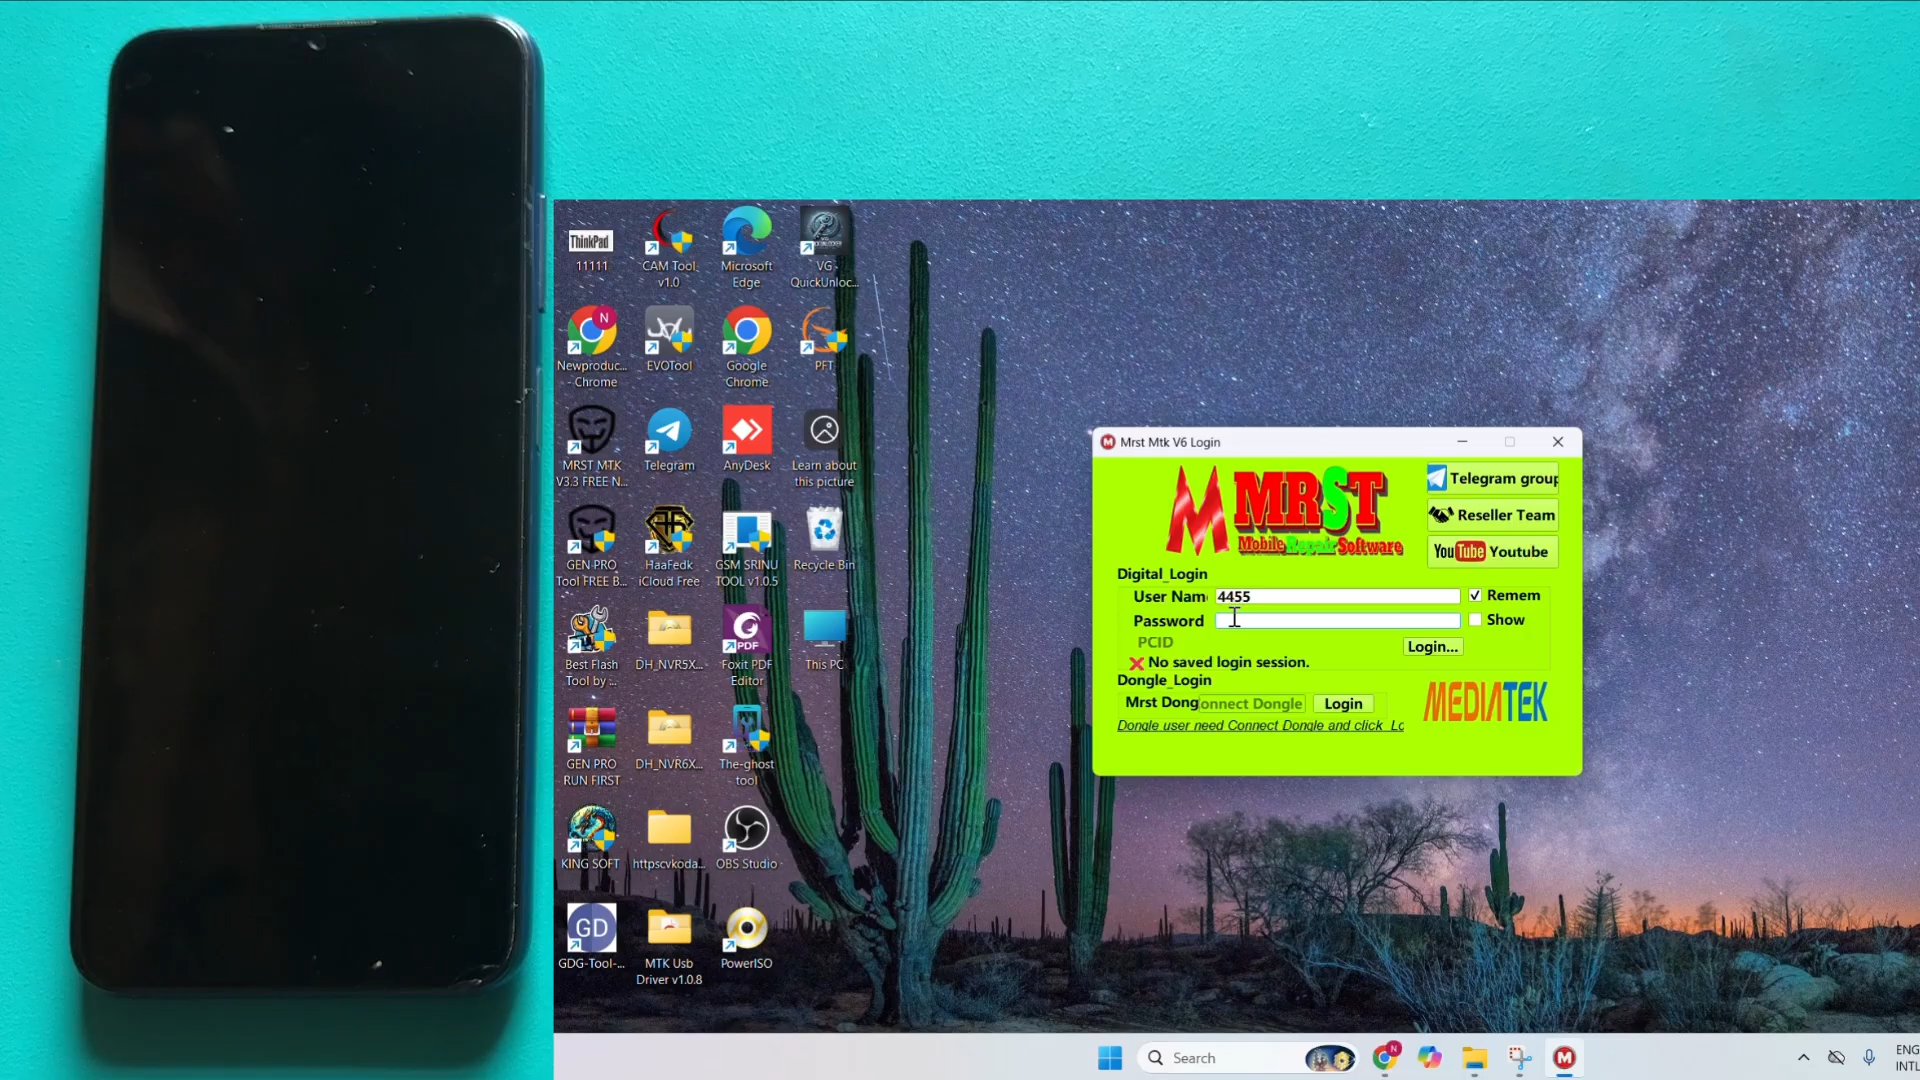 ThinkPad
11111
CAM Tool
v1.0
Microsoft
Edge
VG
QuickUnloc...
N
Newproduc...
- Chrome
EVOTool
Google
Chrome
PFT
MRST MTK
V3.3 FREE N...
Telegram
AnyDesk
Learn about
this picture
GEN PRO
Tool FREE B...
HaaFedk
iCloud Free
GSM SRINU
TOOL v1.0.5
Recycle Bin
Best Flash
Tool by ...
DH_NVR5X...
Foxit PDF
Editor
This PC
GEN PRO
RUN FIRST
DH_NVR6X...
The-ghost
tool
KING SOFT
httpscvkoda...
OBS Studio
GD
GDG-Tool-...
MTK Usb
Driver v1.0.8
PowerISO
Mrst Mtk V6 Login
MRST
Mobile Repair Software
Telegram group
Reseller Team
YouTube Youtube
Digital_Login
User Nam 4455
Remem
Password
Show
PCID
Login...
No saved login session.
Dongle_Login
Mrst Dong onnect Dongle Login
MEDIATEK
Dongle user need Connect Dongle and click Lo
Search
N
M
ENG
INTL